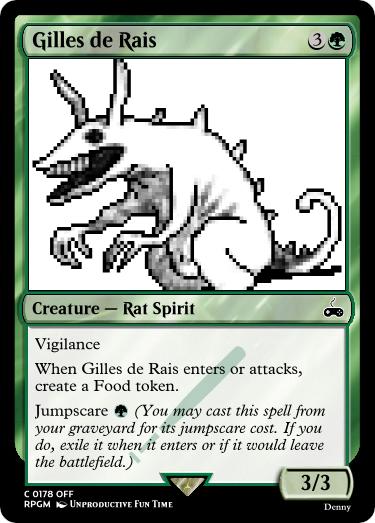 Gilles de Rais 3
Creature — Rat Spirit
Vigilance
When Gilles de Rais enters or attacks,
create a Food token.
Jumpscare (You may cast this spell from
your graveyard for its jumpscare cost. If you
do, exile it when it enters or if it would leave
the battlefield.)
3/3
C 0178 OFF
RPGM Unproductive Fun Time
Denny